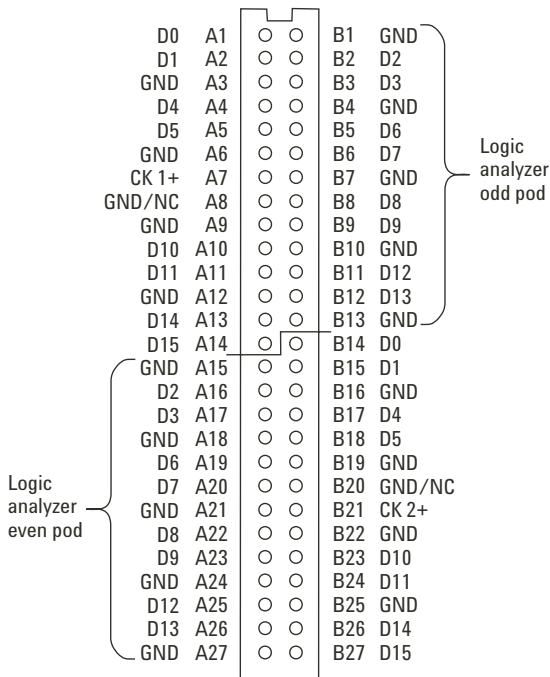 D0 A1 B1 GND
D1 A2 B2 D2
GND A3 B3 D3
D4 A4 B4 GND
D5 A5 B5 D6
GND A6 B6 D7
CK 1+ A7 B7 GND
GND/NC A8 B8 D8
GND A9 B9 D9
D10 A10 B10 GND
D11 A11 B11 D12
GND A12 B12 D13
D14 A13 B13 GND
D15 A14 B14 D0
GND A15 B15 D1
D2 A16 B16 GND
D3 A17 B17 D4
GND A18 B18 D5
D6 A19 B19 GND
D7 A20 B20 GND/NC
GND A21 B21 CK 2+
D8 A22 B22 GND
D9 A23 B23 D10
GND A24 B24 D11
D12 A25 B25 GND
D13 A26 B26 D14
GND A27 B27 D15
Logic
analyzer
odd pod
Logic
analyzer
even pod